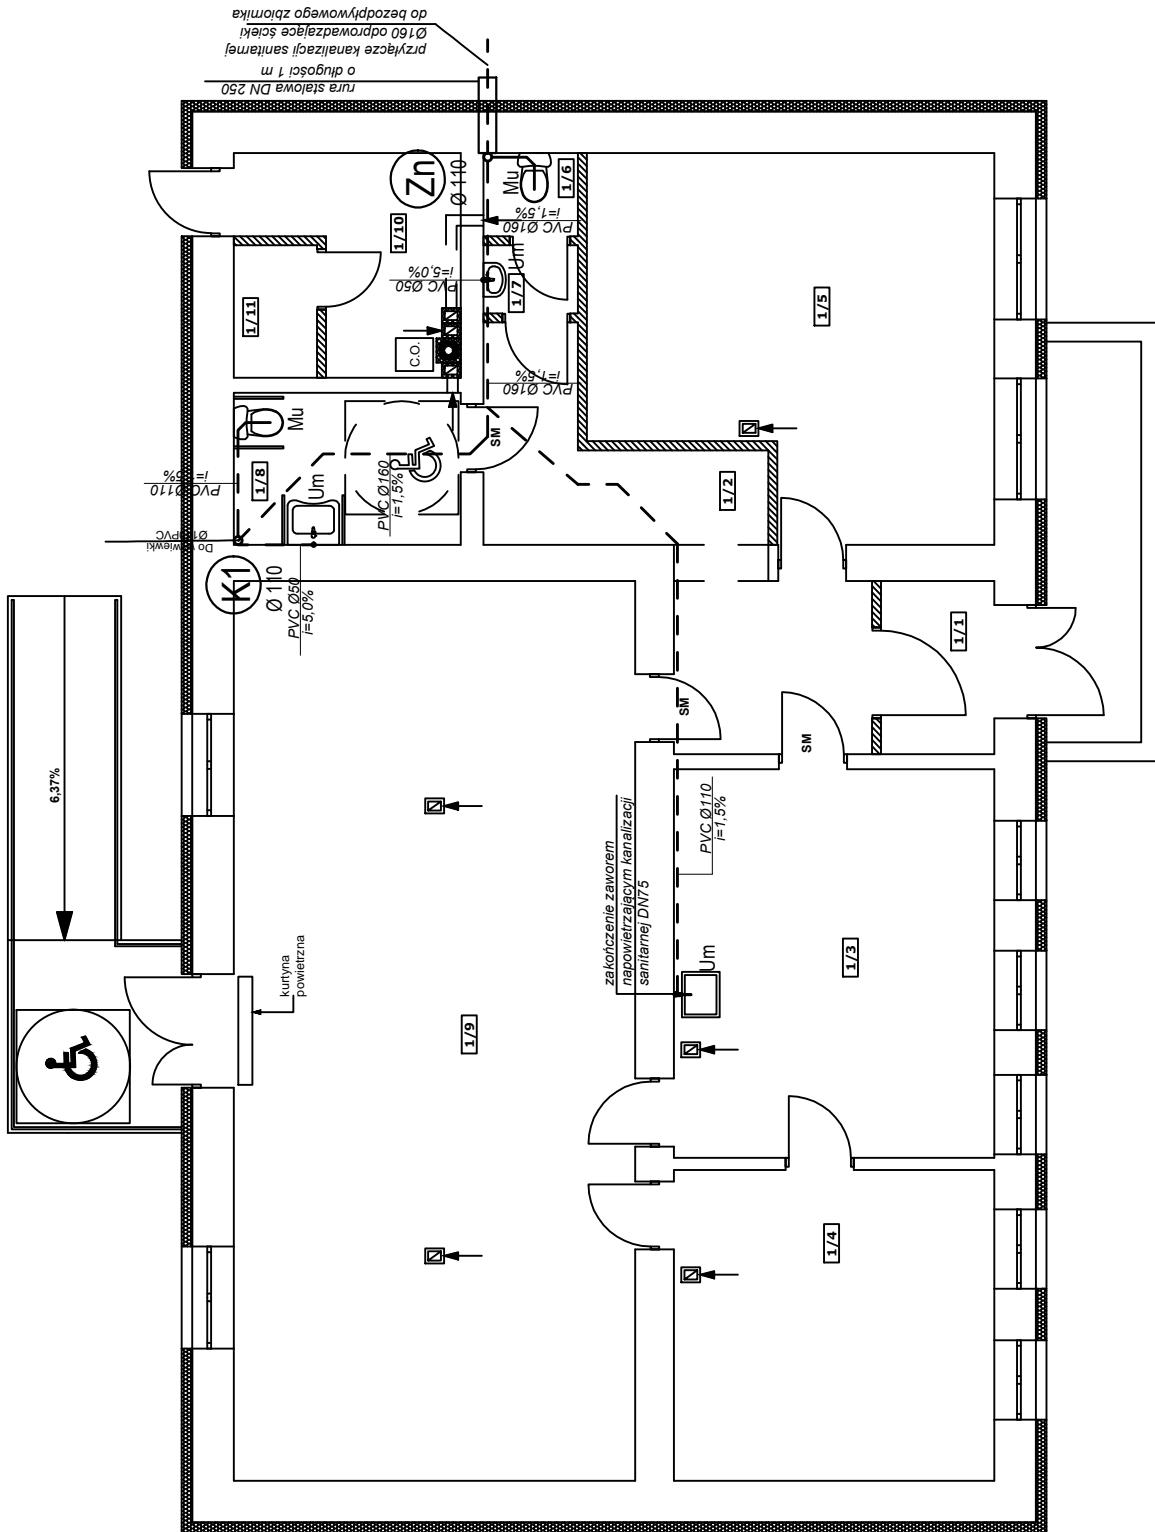 do bezodpływowego zbiornika
Ø160 odprowadzające ścieki
przyłącze kanalizacji sanitarnej
o długości 1 m
rura stalowa DN 250
Zn
Ø 110
1/10
Mu
1/6
i=1,5%
PVC Ø160
Um
1/7
i=5,0%
PVC Ø50
1/11
C.O.
1/5
i=1,5%
PVC Ø160
Mu
SM
1/8
PVC Ø110
Um
PVC Ø160
i=1,5%
1/2
K1
Ø 110
PVC Ø50
i=5,0%
1/1
SM
SM
6,37%
PVC Ø110
i=1,5%
zakończenie zaworem
napowietrzającym kanalizacji
sanitarnej DN75
kurtyna
powietrzna
Um
1/3
1/9
1/4